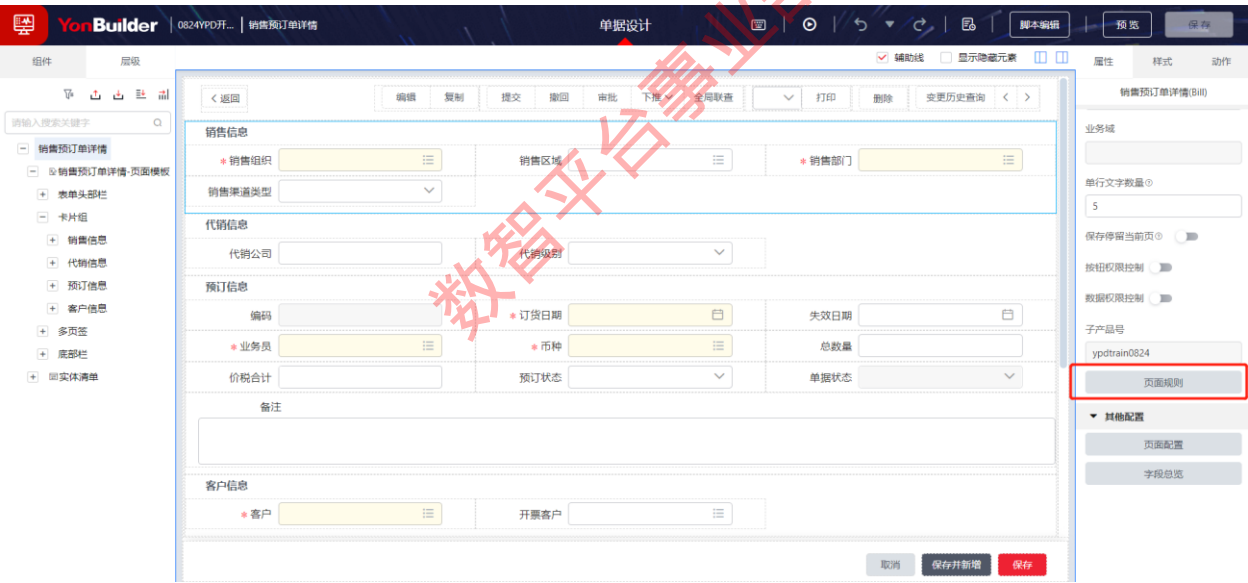 YonBuilder 0824YPD开... 销售预订单详情 单据设计 脚本编辑 预览 保存
组件 层级 辅助线 显示隐藏元素 属性 样式 动作
返回 编辑 复制 提交 撤回 审批 下推 全局联查 打印 删除 变更历史查询 销售预订单详情(Bill)
请输入搜索关键字
销售预订单详情
销售预订单详情-页面模板
表单头部栏
卡片组
销售信息
代销信息
预订信息
客户信息
多页签
底部栏
实体清单
销售信息
*销售组织 销售区域 *销售部门
销售渠道类型
代销信息
代销公司 代销级别
预订信息
编码 *订货日期 失效日期
*业务员 *币种 总数量
价税合计 预订状态 单据状态
备注
客户信息
*客户 开票客户
取消 保存并新增 保存
业务域
单行文字数量
5
保存停留当前页
按钮权限控制
数据权限控制
子产品号
ypdtrain0824
页面规则
其他配置
页面配置
字段总览
数智平台事业